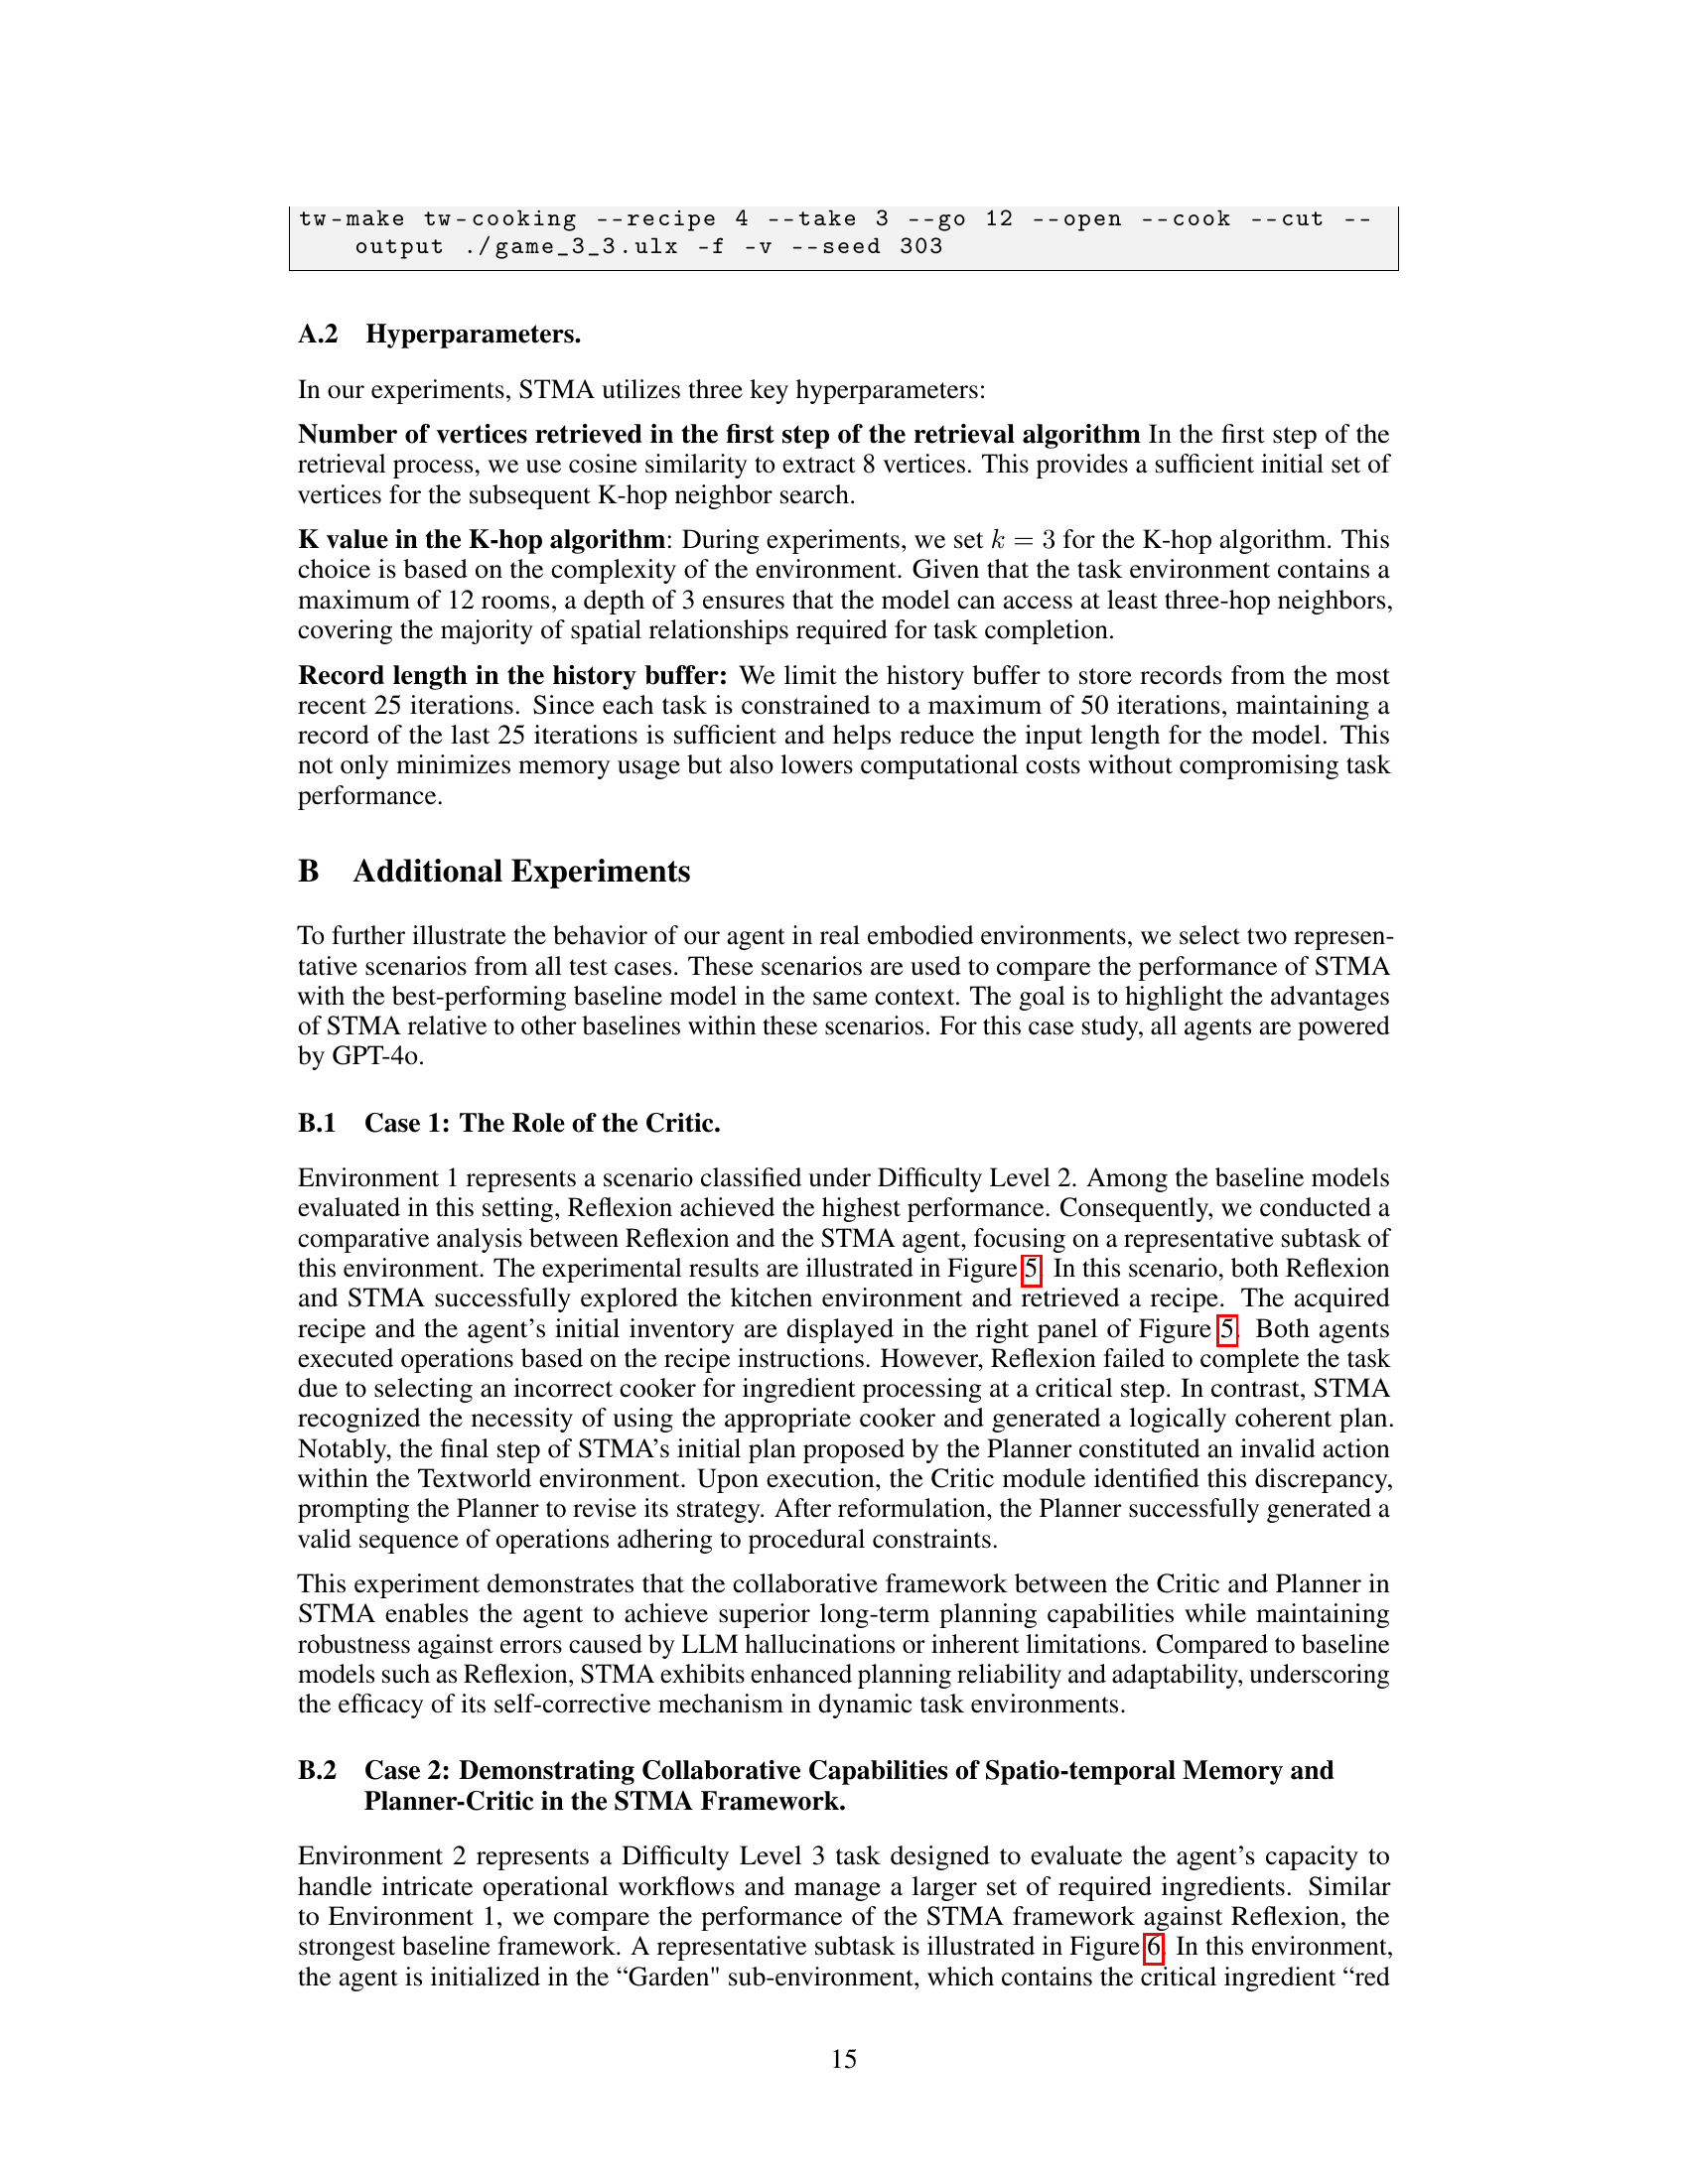 tw-make tw-cooking --recipe 4 --take 3 --go 12 --open --cook --cut --
output ./game_3_3.ulx -f -v --seed 303
A.2 Hyperparameters.
In our experiments, STMA utilizes three key hyperparameters:
Number of vertices retrieved in the first step of the retrieval algorithm In the first step of the
retrieval process, we use cosine similarity to extract 8 vertices. This provides a sufficient initial set of
vertices for the subsequent K-hop neighbor search.
K value in the K-hop algorithm: During experiments, we set k = 3 for the K-hop algorithm. This
choice is based on the complexity of the environment. Given that the task environment contains a
maximum of 12 rooms, a depth of 3 ensures that the model can access at least three-hop neighbors,
covering the majority of spatial relationships required for task completion.
Record length in the history buffer: We limit the history buffer to store records from the most
recent 25 iterations. Since each task is constrained to a maximum of 50 iterations, maintaining a
record of the last 25 iterations is sufficient and helps reduce the input length for the model. This
not only minimizes memory usage but also lowers computational costs without compromising task
performance.
B Additional Experiments
To further illustrate the behavior of our agent in real embodied environments, we select two represen-
tative scenarios from all test cases. These scenarios are used to compare the performance of STMA
with the best-performing baseline model in the same context. The goal is to highlight the advantages
of STMA relative to other baselines within these scenarios. For this case study, all agents are powered
by GPT-4o.
B.1 Case 1: The Role of the Critic.
Environment 1 represents a scenario classified under Difficulty Level 2. Among the baseline models
evaluated in this setting, Reflexion achieved the highest performance. Consequently, we conducted a
comparative analysis between Reflexion and the STMA agent, focusing on a representative subtask of
this environment. The experimental results are illustrated in Figure 5. In this scenario, both Reflexion
and STMA successfully explored the kitchen environment and retrieved a recipe. The acquired
recipe and the agent's initial inventory are displayed in the right panel of Figure 5. Both agents
executed operations based on the recipe instructions. However, Reflexion failed to complete the task
due to selecting an incorrect cooker for ingredient processing at a critical step. In contrast, STMA
recognized the necessity of using the appropriate cooker and generated a logically coherent plan.
Notably, the final step of STMA's initial plan proposed by the Planner constituted an invalid action
within the Textworld environment. Upon execution, the Critic module identified this discrepancy,
prompting the Planner to revise its strategy. After reformulation, the Planner successfully generated a
valid sequence of operations adhering to procedural constraints.
This experiment demonstrates that the collaborative framework between the Critic and Planner in
STMA enables the agent to achieve superior long-term planning capabilities while maintaining
robustness against errors caused by LLM hallucinations or inherent limitations. Compared to baseline
models such as Reflexion, STMA exhibits enhanced planning reliability and adaptability, underscoring
the efficacy of its self-corrective mechanism in dynamic task environments.
B.2 Case 2: Demonstrating Collaborative Capabilities of Spatio-temporal Memory and
Planner-Critic in the STMA Framework.
Environment 2 represents a Difficulty Level 3 task designed to evaluate the agent's capacity to
handle intricate operational workflows and manage a larger set of required ingredients. Similar
to Environment 1, we compare the performance of the STMA framework against Reflexion, the
strongest baseline framework. A representative subtask is illustrated in Figure 6. In this environment,
the agent is initialized in the “Garden" sub-environment, which contains the critical ingredient “red
15